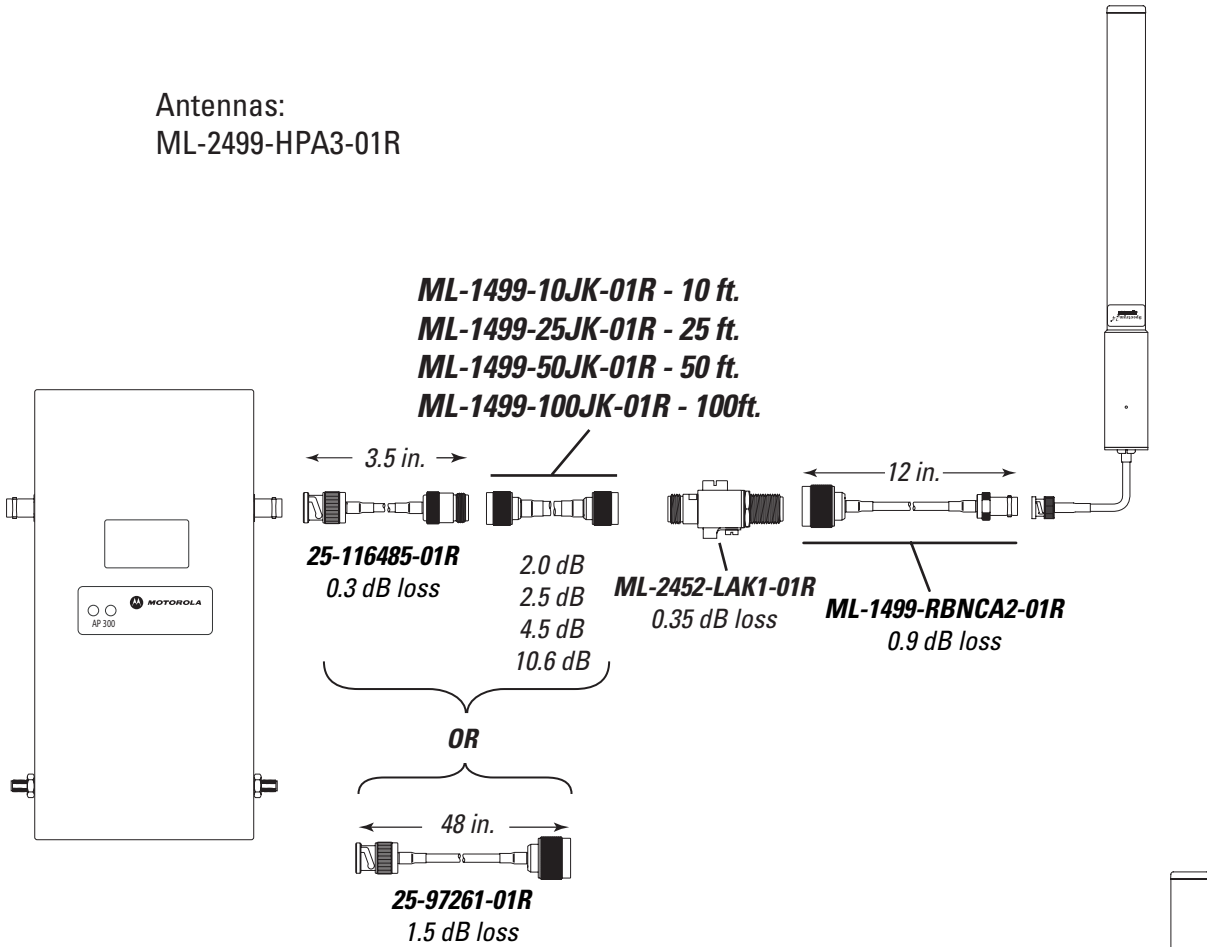 Antennas:
ML-2499-HPA3-01R
ML-1499-10JK-01R - 10 ft.
ML-1499-25JK-01R - 25 ft.
ML-1499-50JK-01R - 50 ft.
ML-1499-100JK-01R - 100ft.
3.5 in.
12 in.
25-116485-01R
0.3 dB loss
2.0 dB
2.5 dB
4.5 dB
10.6 dB
ML-2452-LAK1-01R
0.35 dB loss
ML-1499-RBNCA2-01R
0.9 dB loss
MOTOROLA
AP 300
OR
48 in.
25-97261-01R
1.5 dB loss